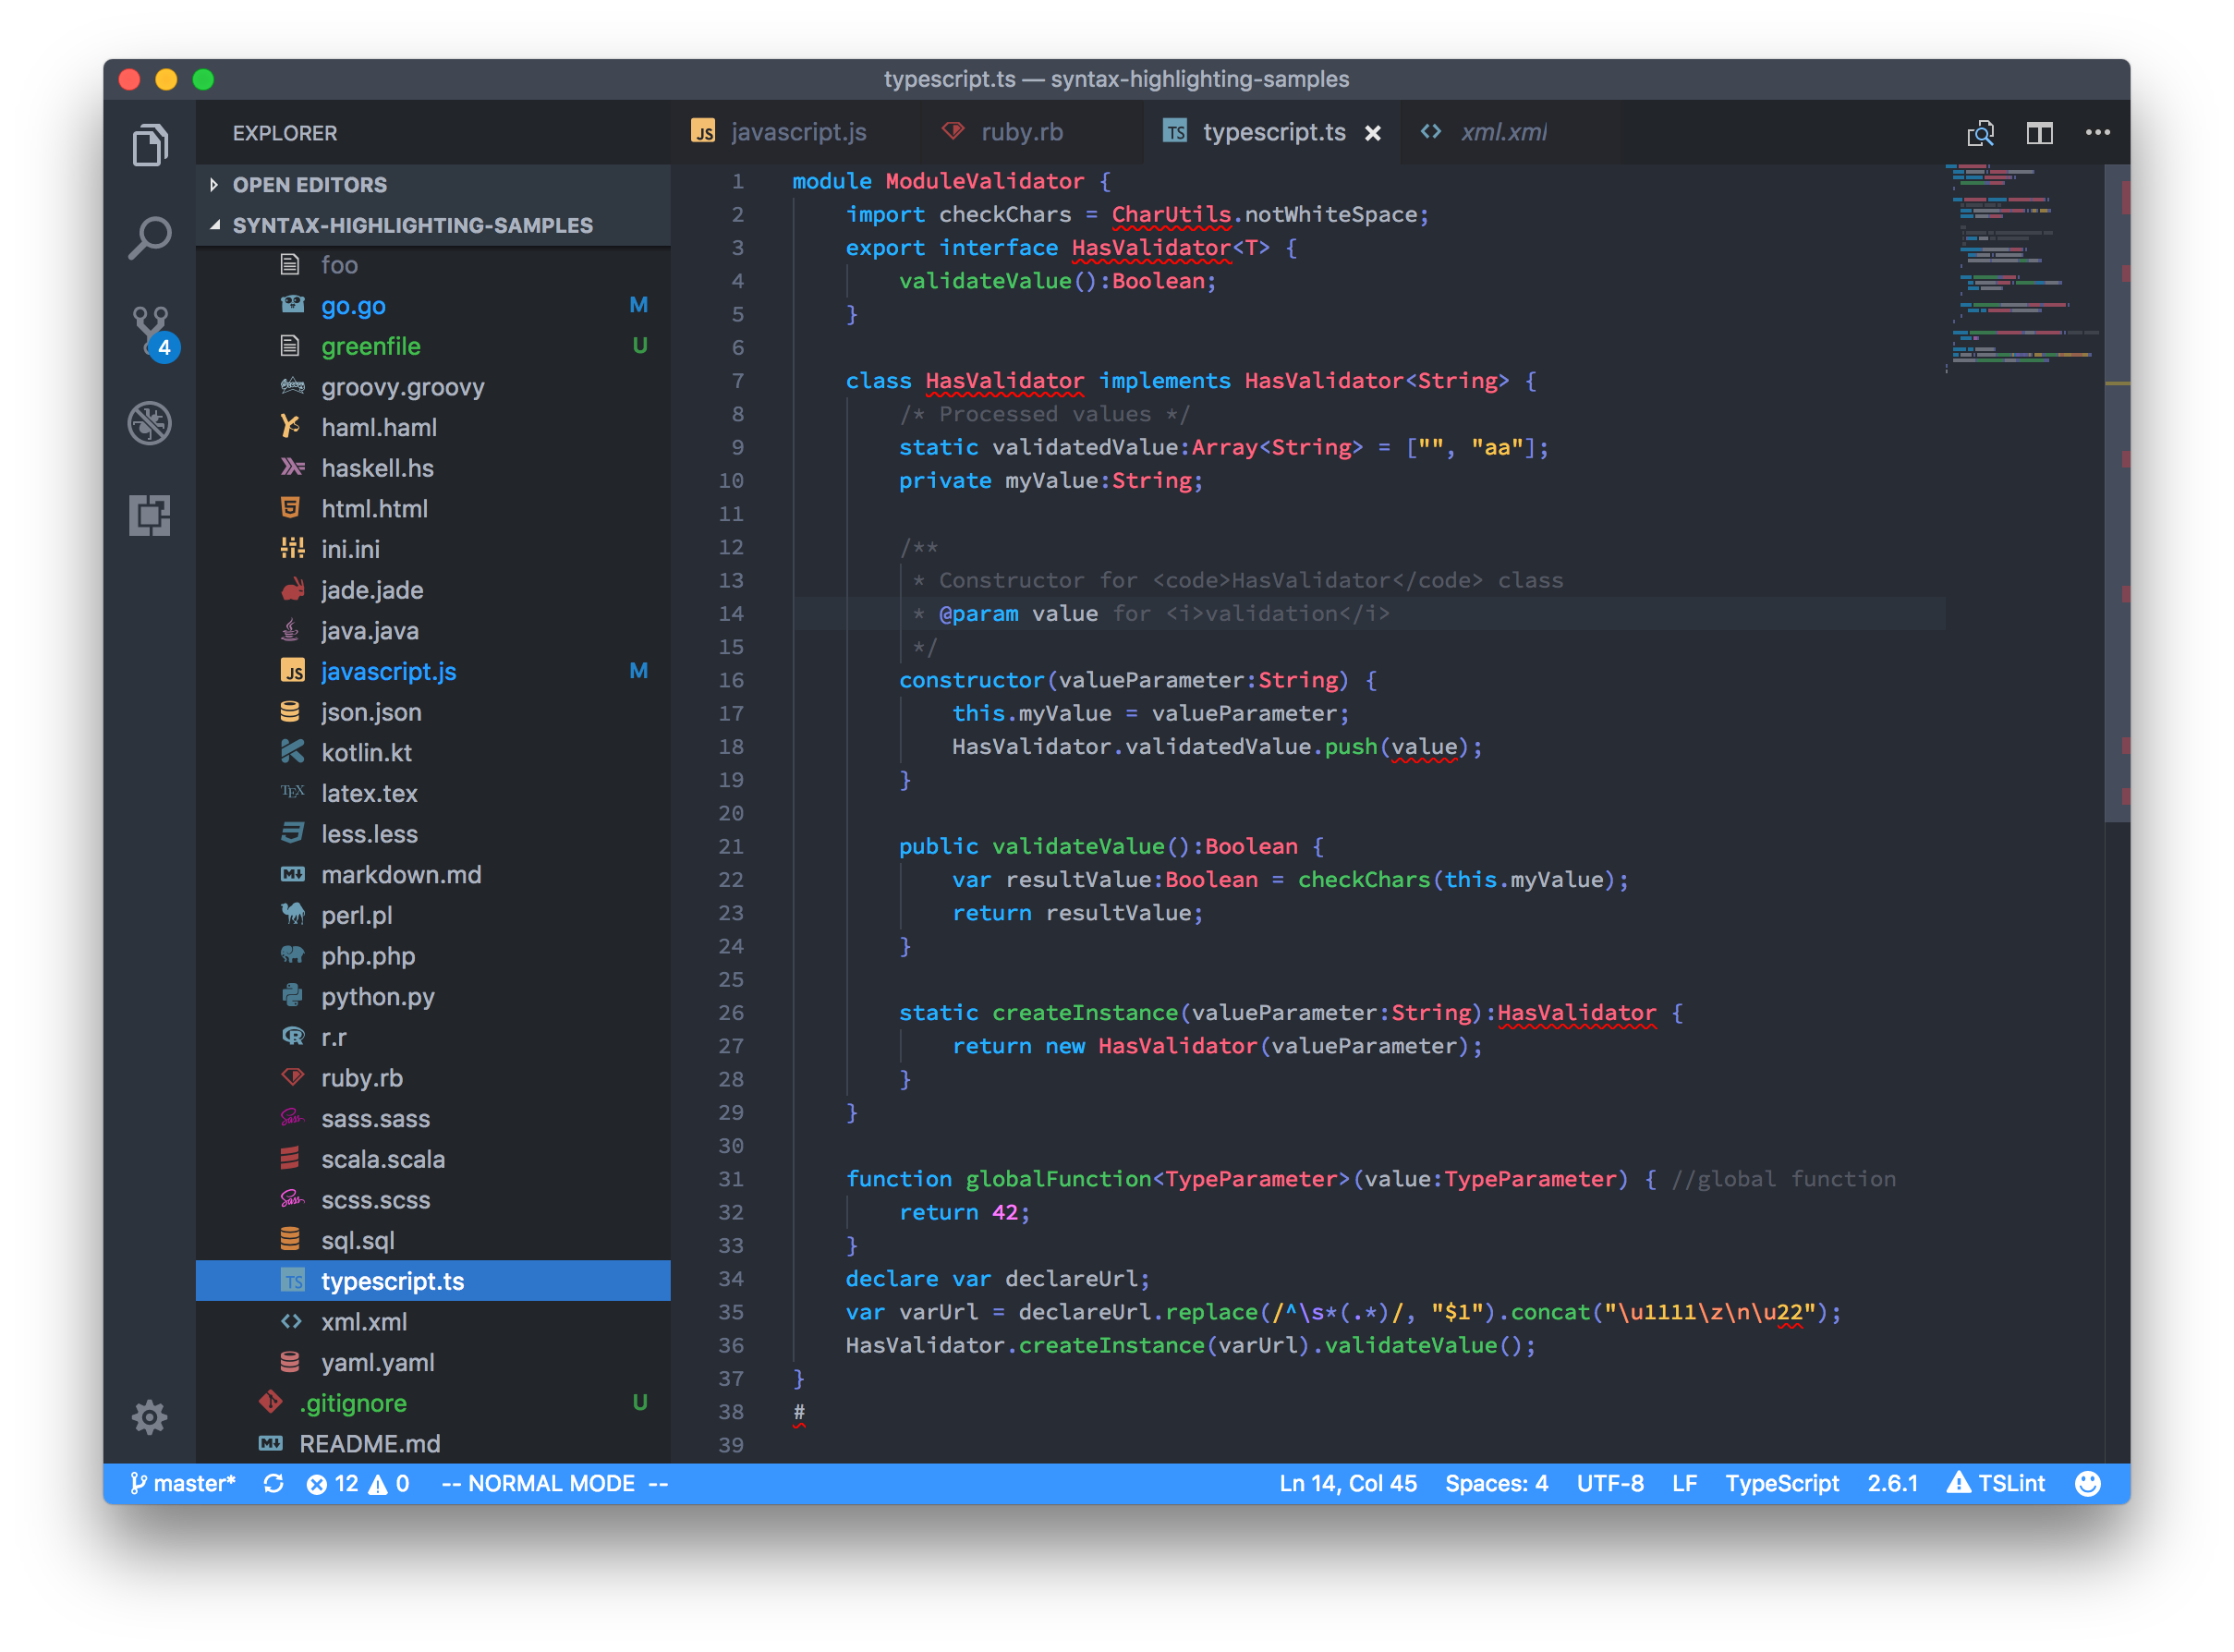 typescript.ts — syntax-highlighting-samples
EXPLORER
OPEN EDITORS
SYNTAX-HIGHLIGHTING-SAMPLES
foo
go.go M
greenfile U
groovy.groovy
haml.haml
haskell.hs
html.html
ini.ini
jade.jade
java.java
JS javascript.js M
json.json
kotlin.kt
TEX latex.tex
less.less
M↓ markdown.md
perl.pl
php.php
python.py
R r.r
ruby.rb
Sass sass.sass
scala.scala
Sass scss.scss
sql.sql
TS typescript.ts
<> xml.xml
yaml.yaml
.gitignore U
M↓ README.md
4
JS javascript.js
ruby.rb
TS typescript.ts ×
<> xml.xml
1 module ModuleValidator {
2     import checkChars = CharUtils.notWhiteSpace;
3     export interface HasValidator<T> {
4         validateValue():Boolean;
5     }
6
7     class HasValidator implements HasValidator<String> {
8         /* Processed values */
9         static validatedValue:Array<String> = ["", "aa"];
10         private myValue:String;
11
12         /**
13          * Constructor for <code>HasValidator</code> class
14          * @param value for <i>validation</i>
15          */
16         constructor(valueParameter:String) {
17             this.myValue = valueParameter;
18             HasValidator.validatedValue.push(value);
19         }
20
21         public validateValue():Boolean {
22             var resultValue:Boolean = checkChars(this.myValue);
23             return resultValue;
24         }
25
26         static createInstance(valueParameter:String):HasValidator {
27             return new HasValidator(valueParameter);
28         }
29     }
30
31     function globalFunction<TypeParameter>(value:TypeParameter) { //global function
32         return 42;
33     }
34     declare var declareUrl;
35     var varUrl = declareUrl.replace(/^\s*(.*)/, "$1").concat("\u1111\z\n\u22");
36     HasValidator.createInstance(varUrl).validateValue();
37 }
38 #
39
master* 12 0 -- NORMAL MODE -- Ln 14, Col 45 Spaces: 4 UTF-8 LF TypeScript 2.6.1 TSLint